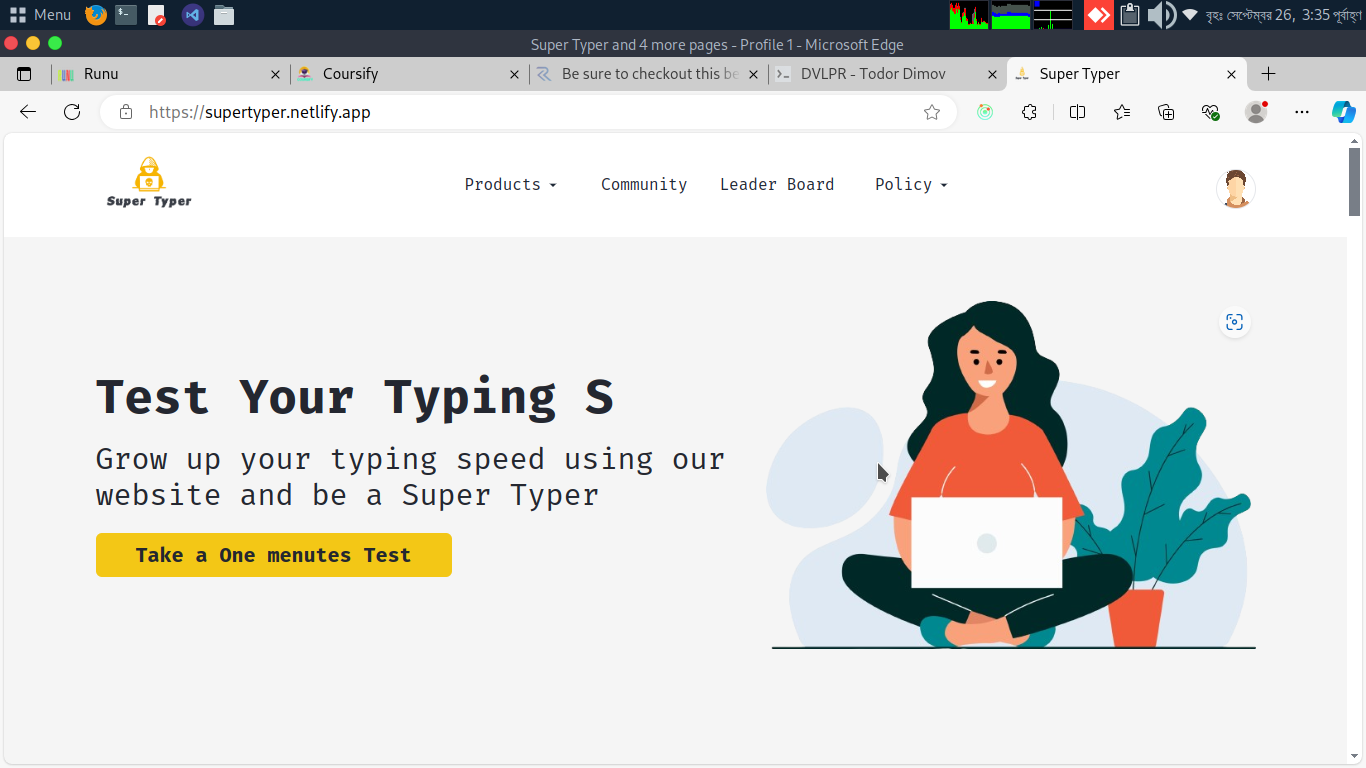 Menu
বৃহঃ সেপ্টেম্বর 26, 3:35 পূর্বাহ্ণ
Super Typer and 4 more pages - Profile 1 - Microsoft Edge
Runu
Coursify
Be sure to checkout this be
DVLPR - Todor Dimov
Super Typer
https://supertyper.netlify.app
Super Typer
Products
Community
Leader Board
Policy
Test Your Typing S
Grow up your typing speed using our
website and be a Super Typer
Take a One menutes Test